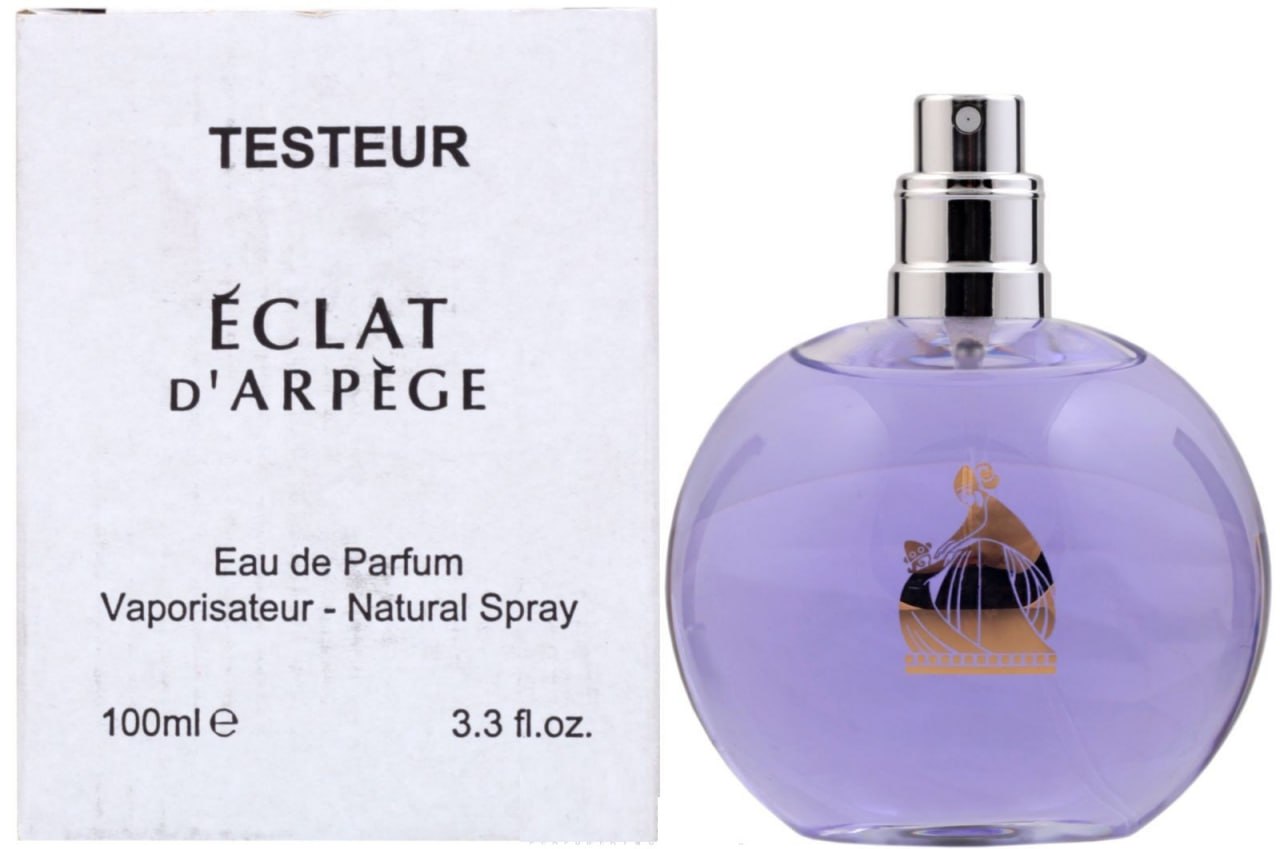 TESTEUR
ÉCLAT
D'ARPÈGE
Eau de Parfum
Vaporisateur - Natural Spray
100ml ℮ 3.3 fl.oz.